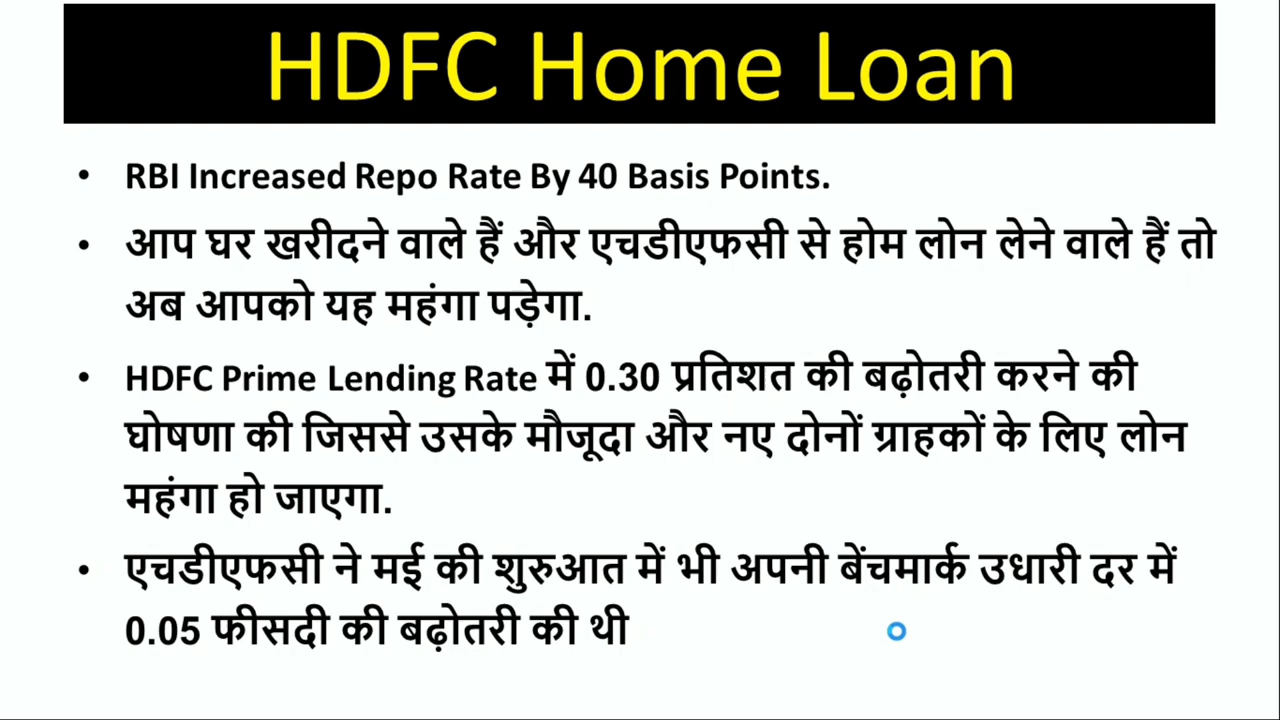 HDFC Home Loan
• RBI Increased Repo Rate By 40 Basis Points.
• आप घर खरीदने वाले हैं और एचडीएफसी से होम लोन लेने वाले हैं तो
अब आपको यह महंगा पड़ेगा.
• HDFC Prime Lending Rate में 0.30 प्रतिशत की बढ़ोतरी करने की
घोषणा की जिससे उसके मौजूदा और नए दोनों ग्राहकों के लिए लोन
महंगा हो जाएगा.
• एचडीएफसी ने मई की शुरुआत में भी अपनी बेंचमार्क उधारी दर में
0.05 फीसदी की बढ़ोतरी की थी